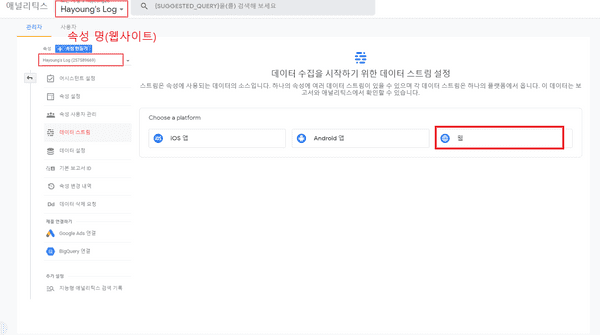 애널리틱스
Hayoung's Log
[SUGGESTED_QUERY]을(를) 검색해 보세요
관리자 사용자
속성 명(웹사이트)
속성 + 속성 만들기
Hayoung's Log
어시스턴트 설정
속성 설정
속성 사용자 관리
데이터 스트림
데이터 설정
기본 보고서 ID
속성 변경 내역
Dd 데이터 삭제 요청
제품 연결하기
Google Ads 연결
BigQuery 연결
추가 설정
지능형 애널리틱스 검색 기록
데이터 수집을 시작하기 위한 데이터 스트림 설정
스트림은 속성에 사용되는 데이터의 소스입니다. 하나의 속성에 여러 데이터 스트림이 있을 수 있으며 각 데이터 스트림은 하나의 플랫폼에서 옵니다. 이 데이터는 보
고서와 애널리틱스에서 확인할 수 있습니다.
Choose a platform
iOS 앱
Android 앱
웹